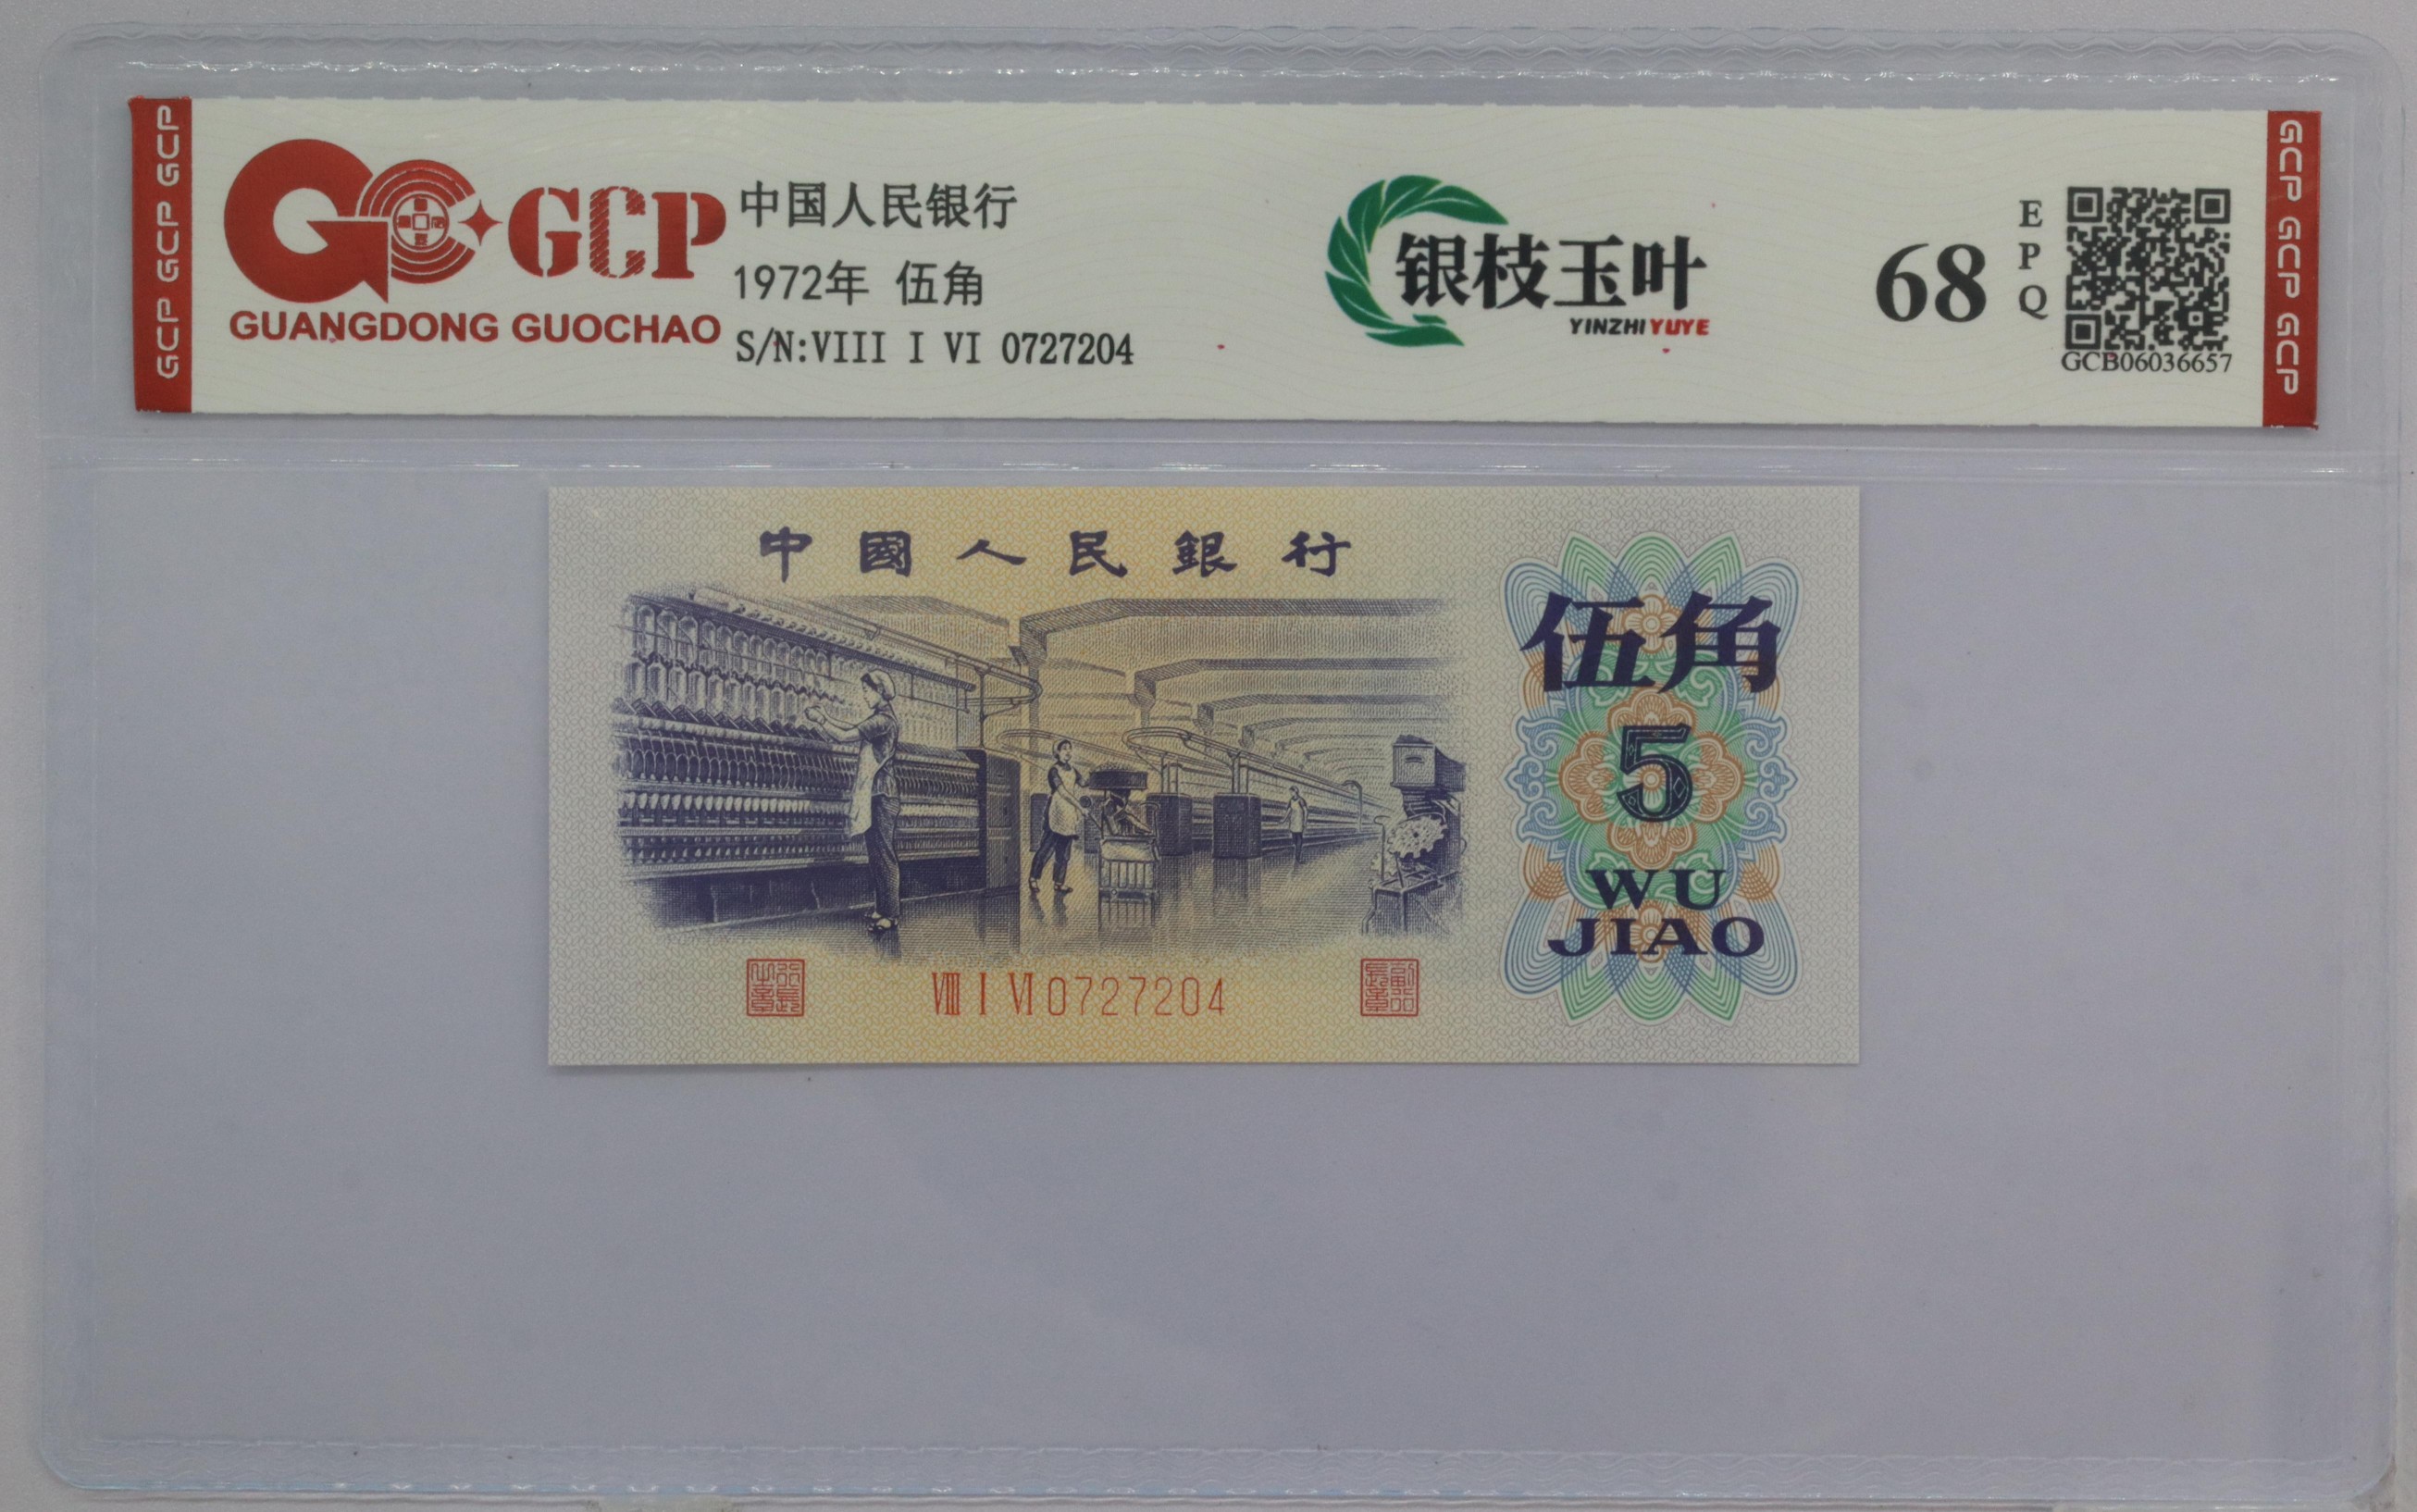 GCP GCP GCP
GCP
GUANGDONG GUOCHAO
中国人民银行
1972年 伍角
S/N:VIII I VI 0727204
银枝玉叶
YINZHI YUYE
68
E
P
Q
GCB06036657
GCP GCP GCP
中國人民銀行
伍角
5
WU
JIAO
VIII I VI 0727204